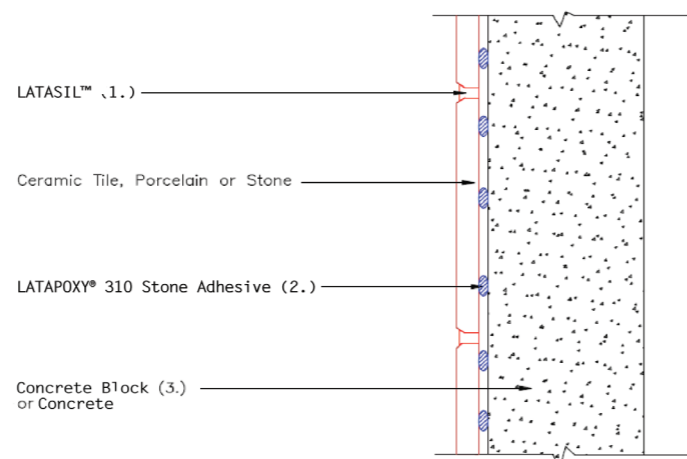 LATASIL™ (1.)
Ceramic Tile, Porcelain or Stone
LATAPOXY® 310 Stone Adhesive (2.)
Concrete Block (3.)
or Concrete